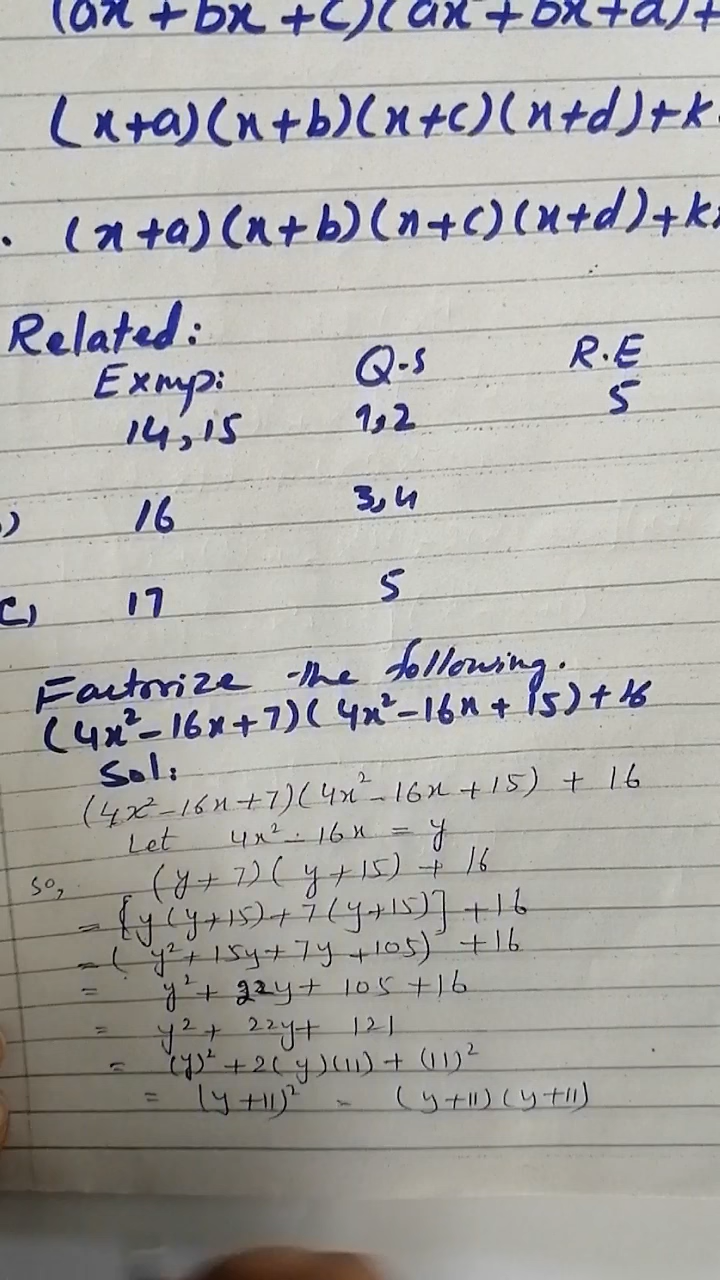 (ax + bx + c)(ax + bx + a) +
(x+a)(x+b)(x+c)(x+d)+k
. (x+a)(x+b)(x+c)(x+d)+k
Related:
Exmp: Q.s R.E
14,15 1,2 5
) 16 3,4
C) 17 5
Factorize the following.
(4x²-16x+7)(4x²-16x+15)+16
Sol:
(4x²-16x+7)(4x²-16x+15) + 16
Let 4x²-16x = y
So, (y+7)(y+15) + 16
= [y(y+15)+7(y+15)] +16
= (y²+15y+7y+105) +16
= y²+22y+105+16
= y²+22y+121
= (y)²+2(y)(11)+(11)²
= (y+11)² = (y+11)(y+11)